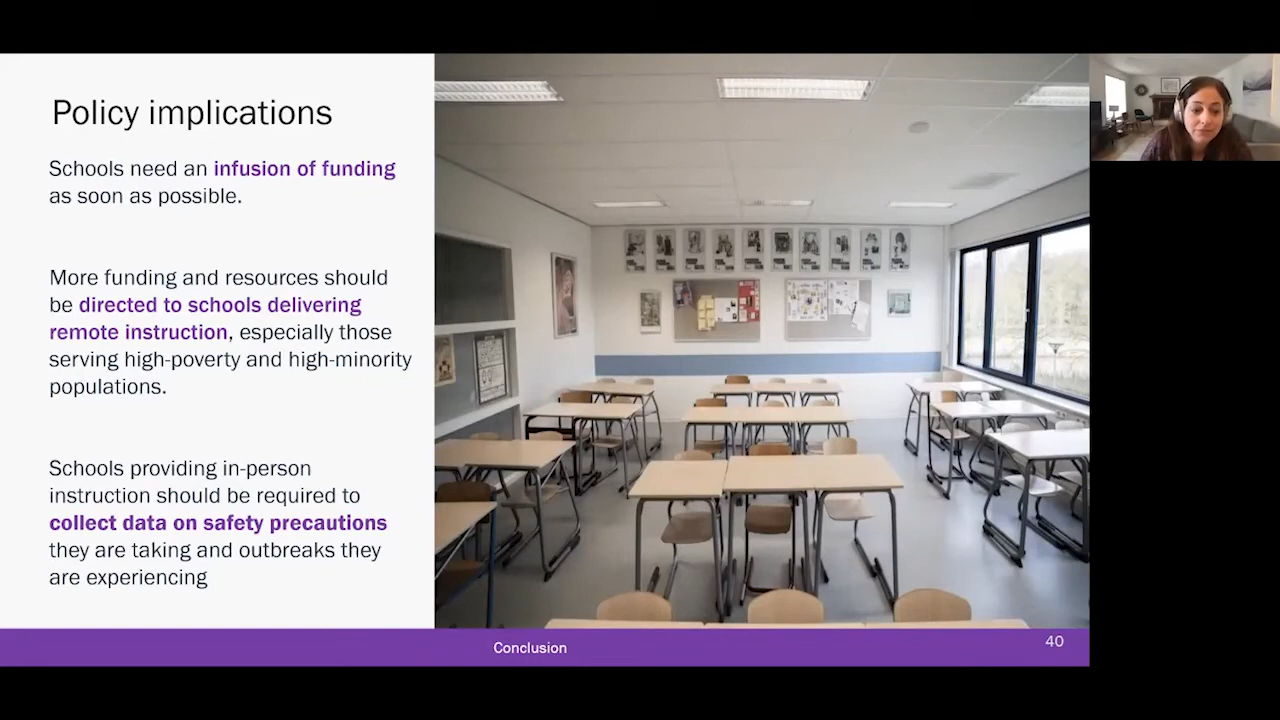 Policy implications
Schools need an infusion of funding
as soon as possible.
More funding and resources should
be directed to schools delivering
remote instruction, especially those
serving high-poverty and high-minority
populations.
Schools providing in-person
instruction should be required to
collect data on safety precautions
they are taking and outbreaks they
are experiencing
Conclusion
40